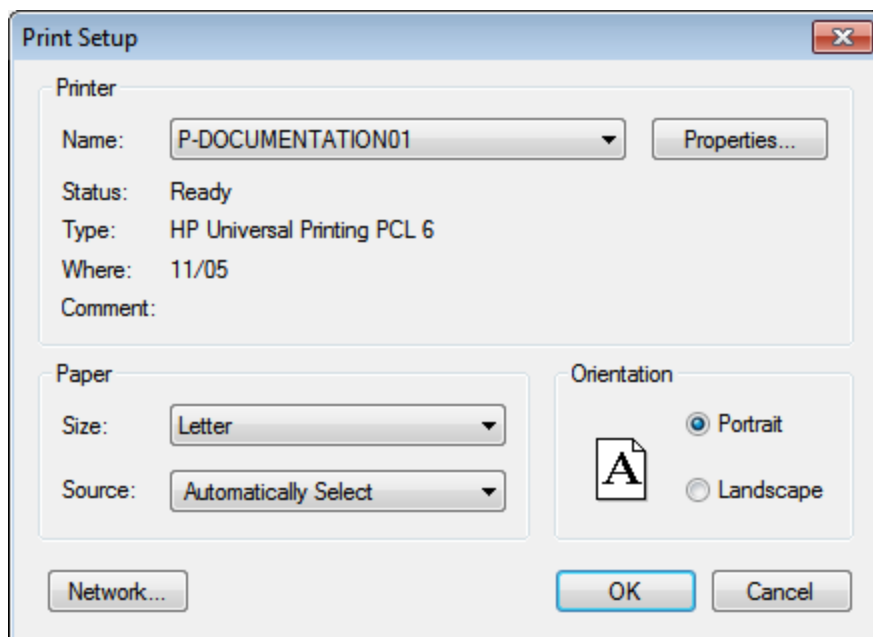 Print Setup
Printer
Name: P-DOCUMENTATION01 Properties...
Status: Ready
Type: HP Universal Printing PCL 6
Where: 11/05
Comment:
Paper
Size: Letter
Source: Automatically Select
Orientation
A
Portrait
Landscape
Network... OK Cancel